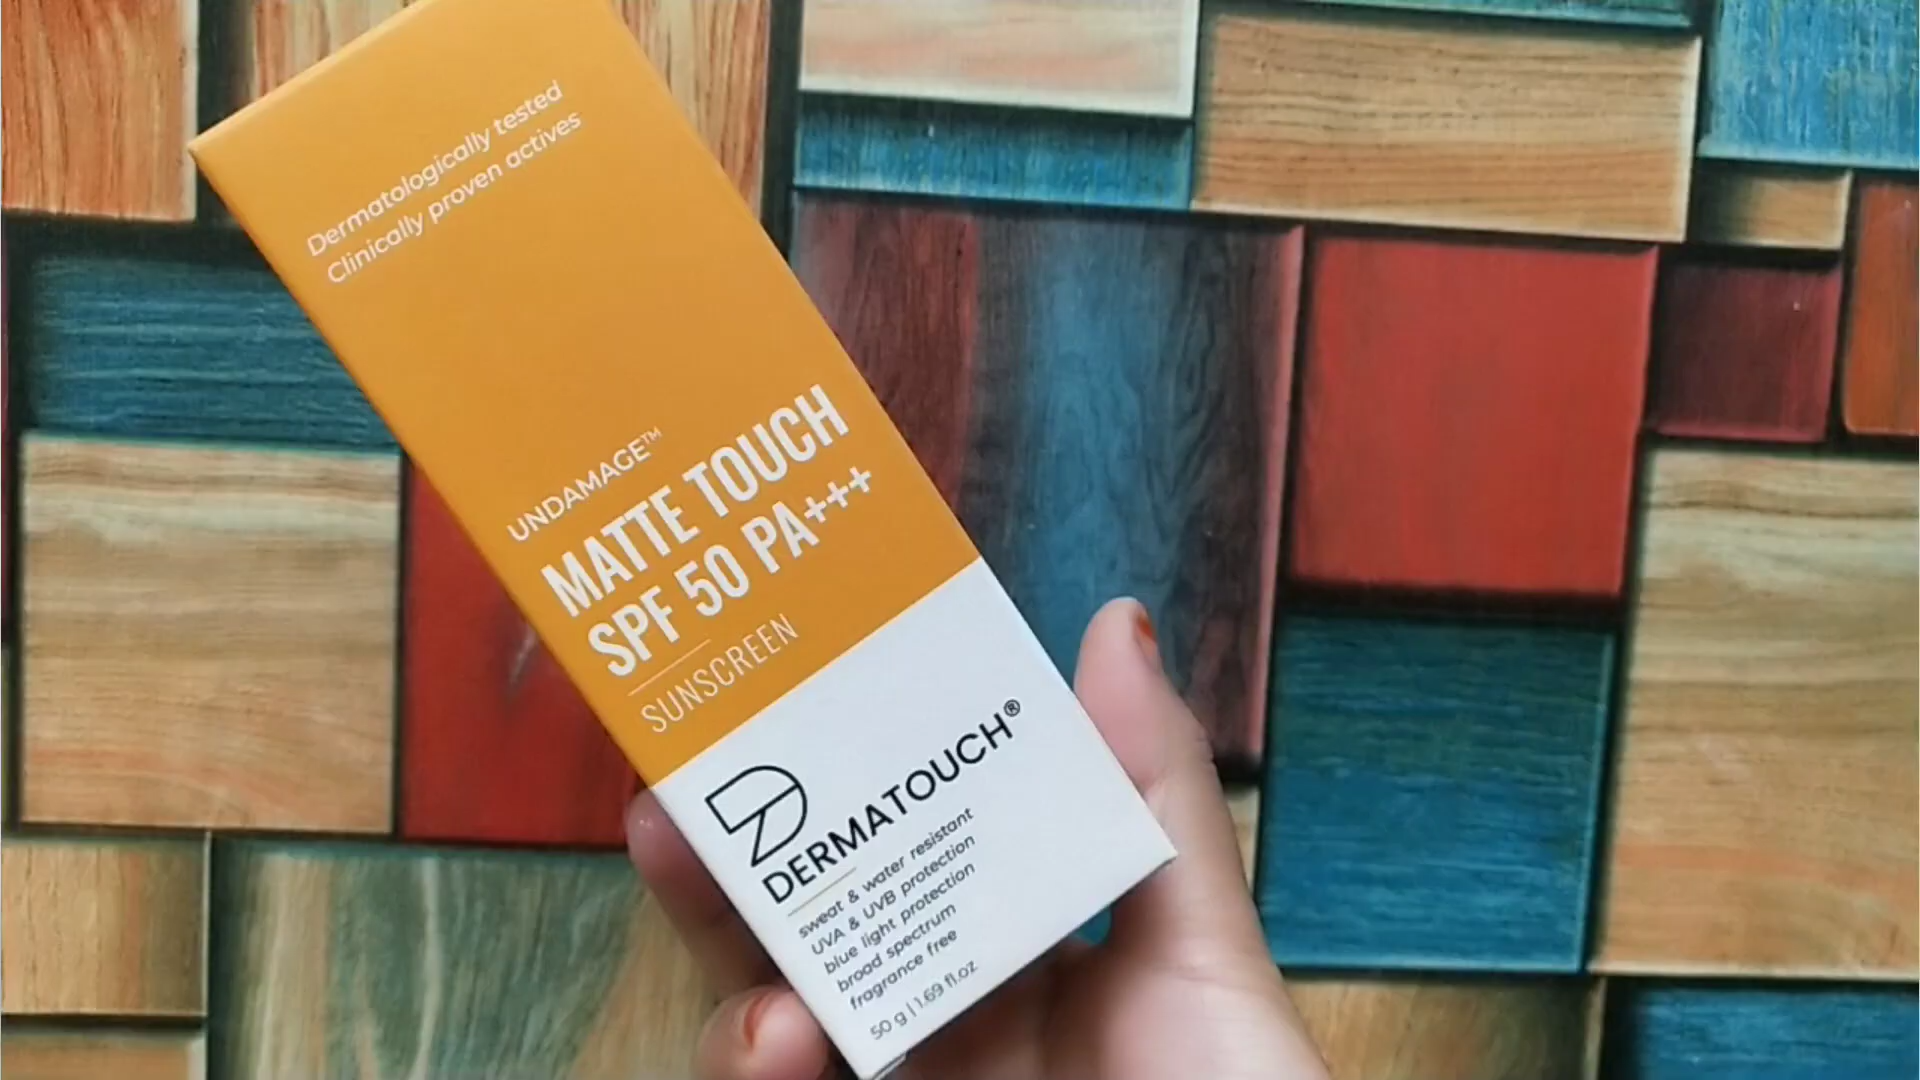 Dermatologically tested
Clinically proven actives
UNDAMAGE™
MATTE TOUCH
SPF 50 PA+++
SUNSCREEN
DERMATOUCH®
sweat & water resistant
UVA & UVB protection
blue light protection
broad spectrum
fragrance free
50 g | 1.69 fl.oz